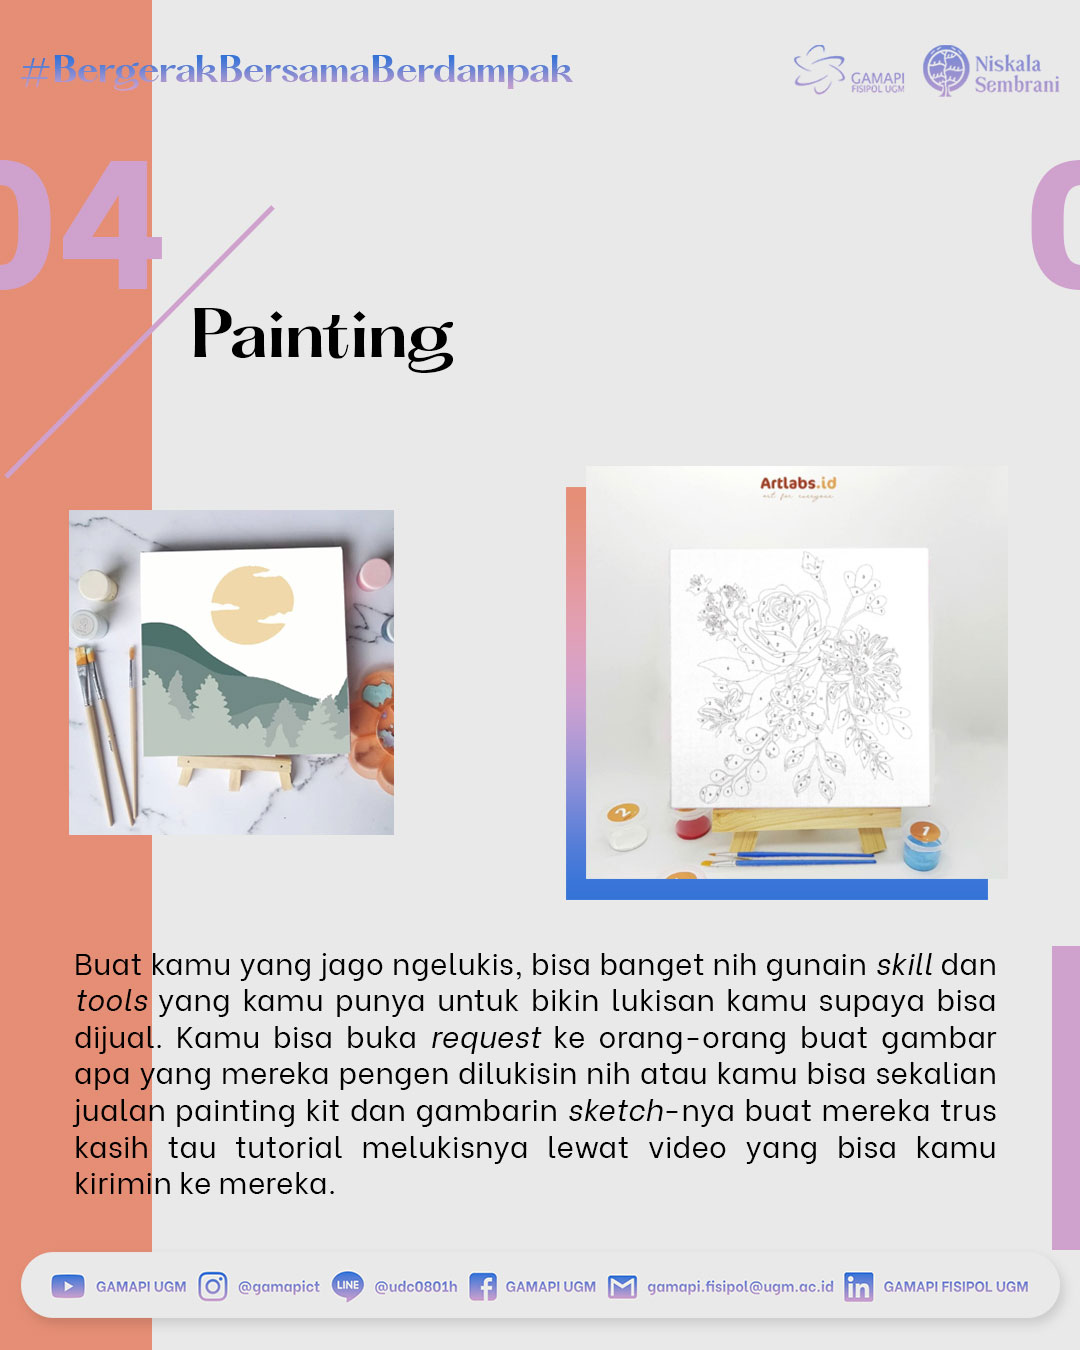 #BergerakBersamaBerdampak
GAMAPI
FISIPOL UGM
Niskala
Sembrani
04
0
Painting
Artlabs.id
art for everyone
2
1
Buat kamu yang jago ngelukis, bisa banget nih gunain skill dan
tools yang kamu punya untuk bikin lukisan kamu supaya bisa
dijual. Kamu bisa buka request ke orang-orang buat gambar
apa yang mereka pengen dilukisin nih atau kamu bisa sekalian
jualan painting kit dan gambarin sketch-nya buat mereka trus
kasih tau tutorial melukisnya lewat video yang bisa kamu
kirimin ke mereka.
GAMAPI UGM
@gamapict
LINE
@udc0801h
GAMAPI UGM
gamapi.fisipol@ugm.ac.id
GAMAPI FISIPOL UGM